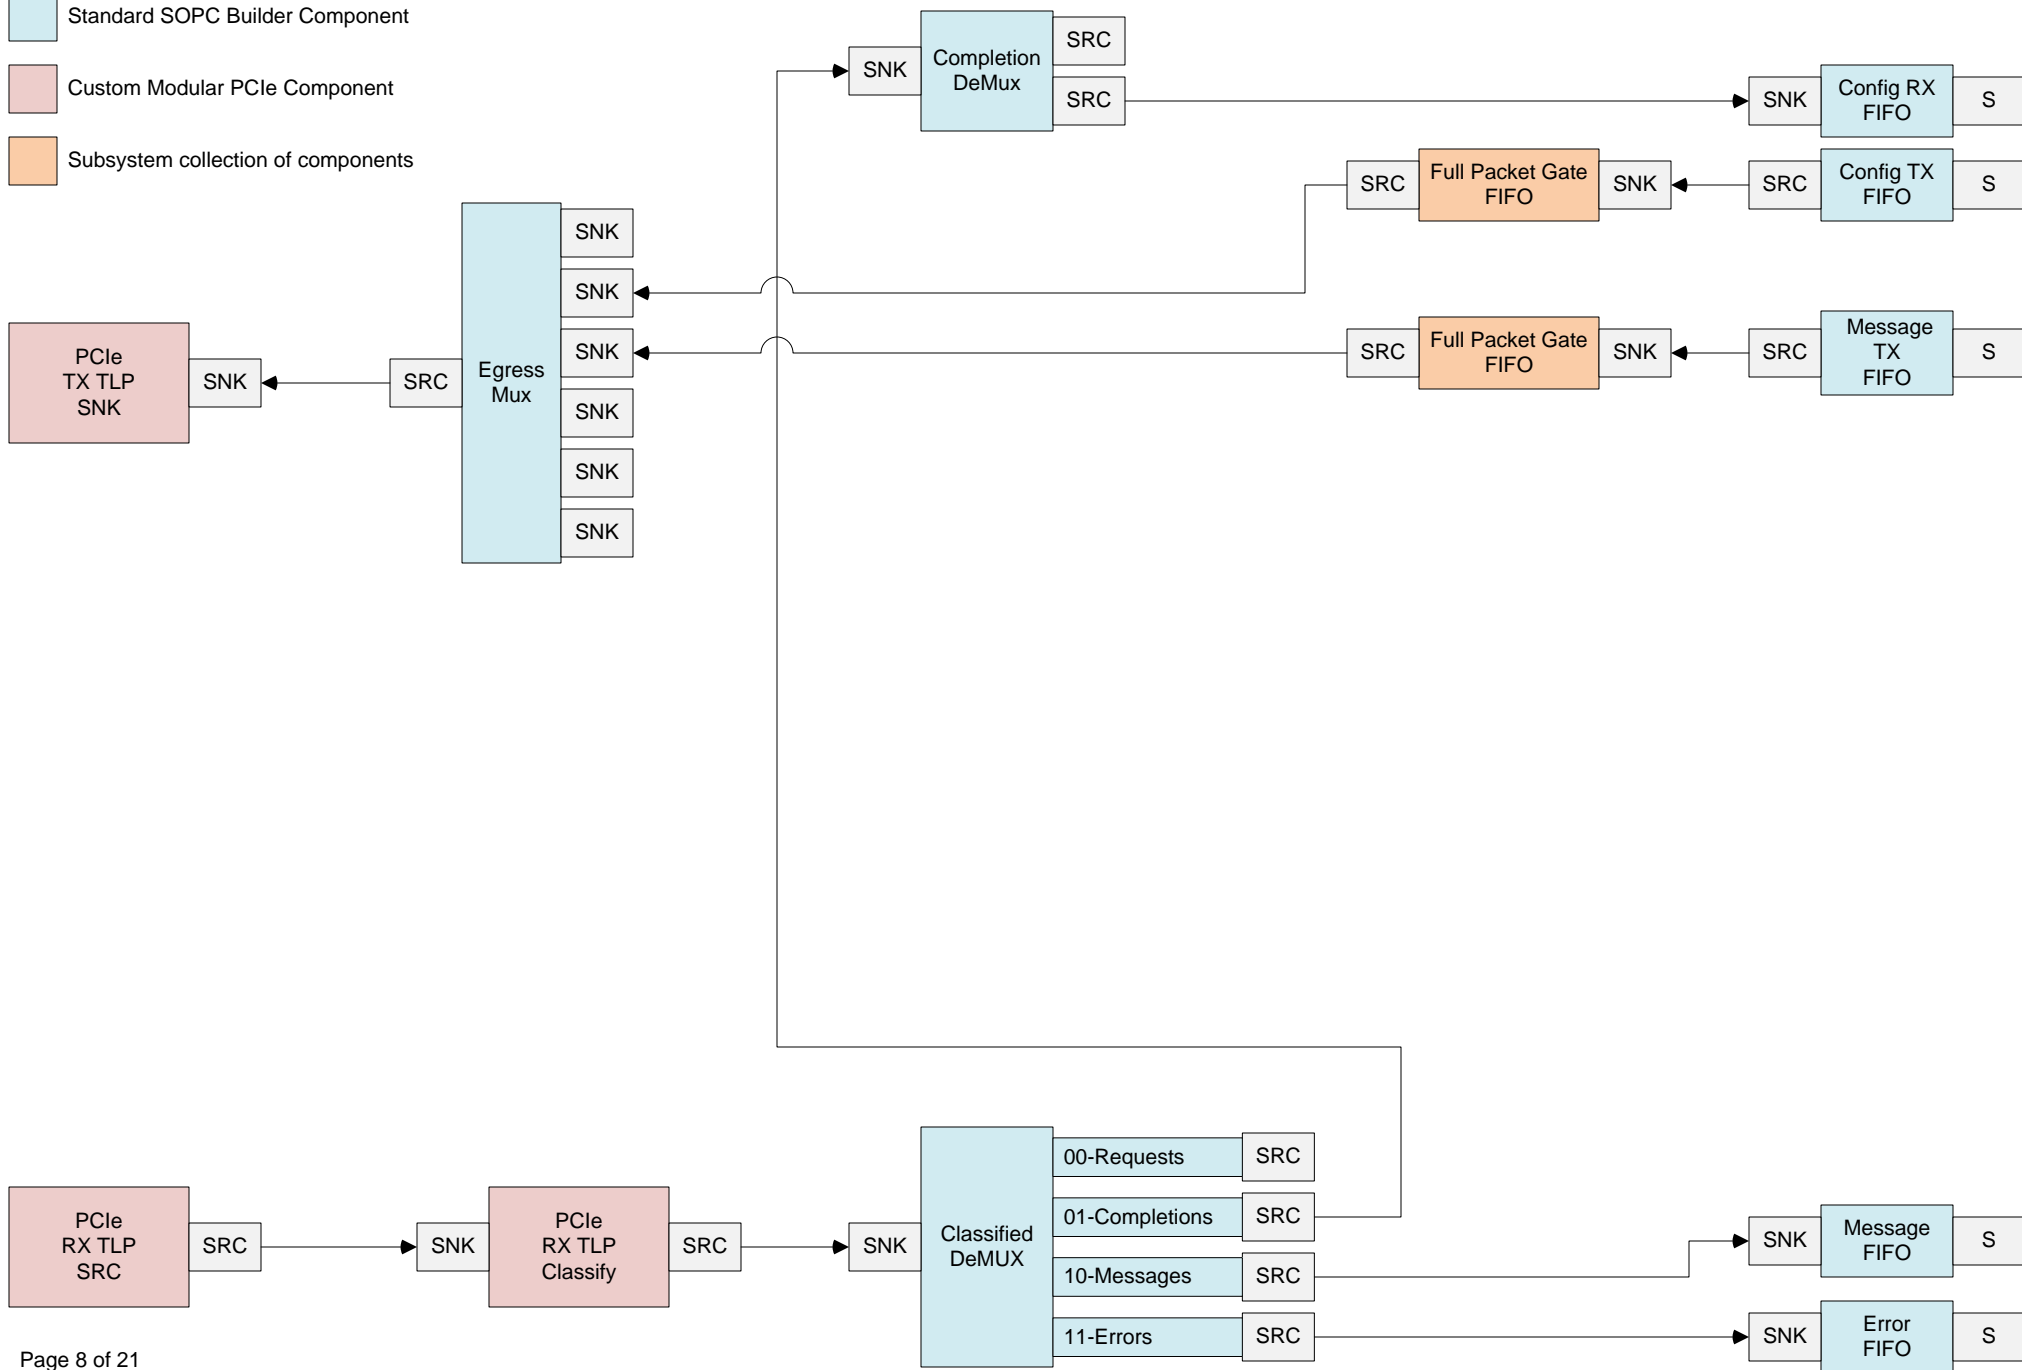 Standard SOPC Builder Component
Custom Modular PCIe Component
Subsystem collection of components
SNK
Completion
DeMux
SRC
SRC
SNK
Config RX
FIFO
S
SRC
Full Packet Gate
FIFO
SNK
SRC
Config TX
FIFO
S
PCIe
TX TLP
SNK
SNK
SRC
Egress
Mux
SNK
SNK
SNK
SNK
SNK
SNK
SRC
Full Packet Gate
FIFO
SNK
SRC
Message
TX
FIFO
S
PCIe
RX TLP
SRC
SRC
SNK
PCIe
RX TLP
Classify
SRC
SNK
Classified
DeMUX
00-Requests
SRC
01-Completions
SRC
10-Messages
SRC
11-Errors
SRC
SNK
Message
FIFO
S
SNK
Error
FIFO
S
Page 8 of 21